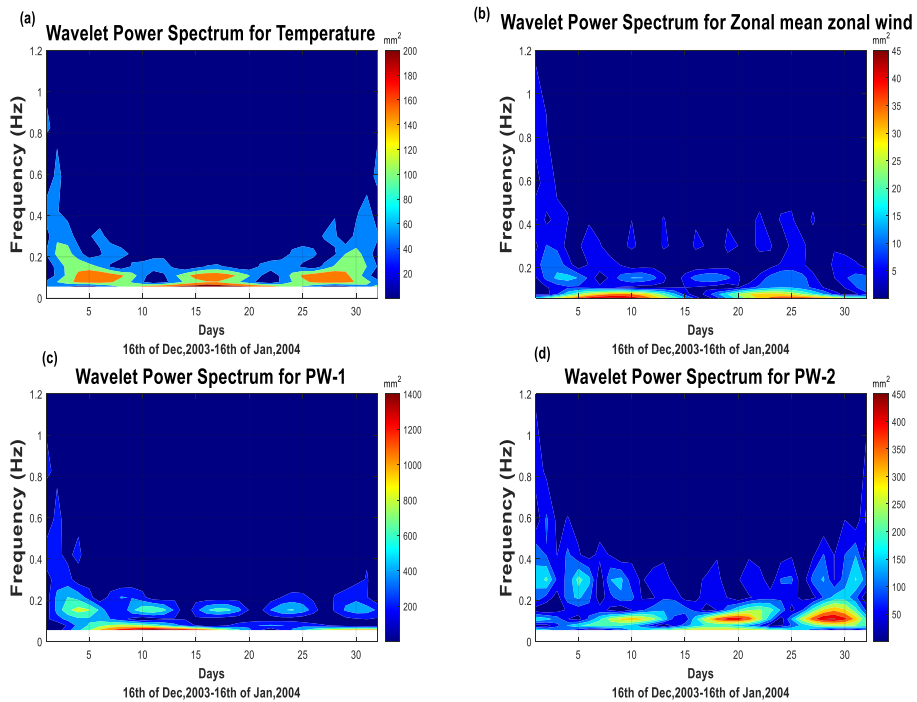 (a)
Wavelet Power Spectrum for Temperature
mm2
1.2
1
0.8
0.6
0.4
0.2
0
Frequency (Hz)
5 10 15 20 25 30
Days
16th of Dec,2003-16th of Jan,2004
200
180
160
140
120
100
80
60
40
20
(b)
Wavelet Power Spectrum for Zonal mean zonal wind
mm2
1.2
1
0.8
0.6
0.4
0.2
Frequency (Hz)
5 10 15 20 25 30
Days
16th of Dec,2003-16th of Jan,2004
45
40
35
30
25
20
15
10
5
(c)
Wavelet Power Spectrum for PW-1
mm2
1.2
1
0.8
0.6
0.4
0.2
0
Frequency (Hz)
5 10 15 20 25 30
Days
16th of Dec,2003-16th of Jan,2004
1400
1200
1000
800
600
400
200
(d)
Wavelet Power Spectrum for PW-2
mm2
1.2
1
0.8
0.6
0.4
0.2
0
Frequency (Hz)
5 10 15 20 25 30
Days
16th of Dec,2003-16th of Jan,2004
450
400
350
300
250
200
150
100
50